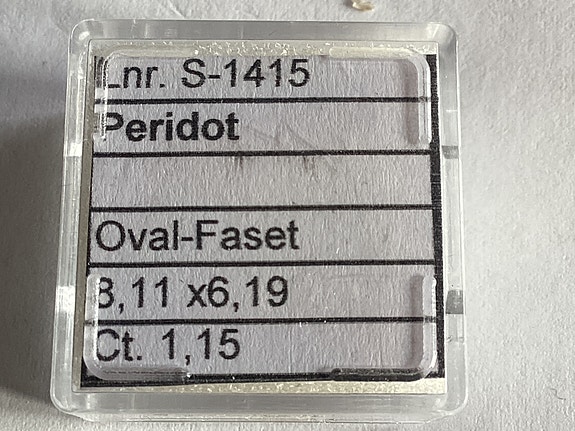 Lnr. S-1415
Peridot
Oval-Faset
8,11 x6,19
Ct. 1,15